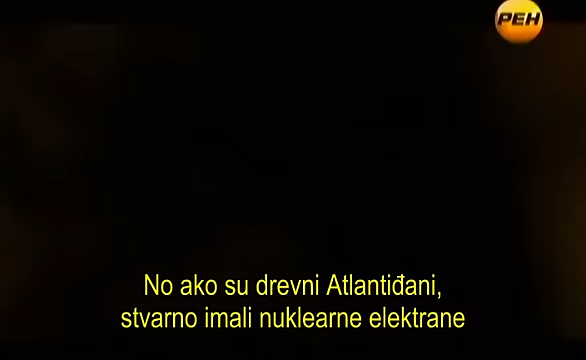 РЕН
No ako su drevni Atlantiđani,
stvarno imali nuklearne elektrane